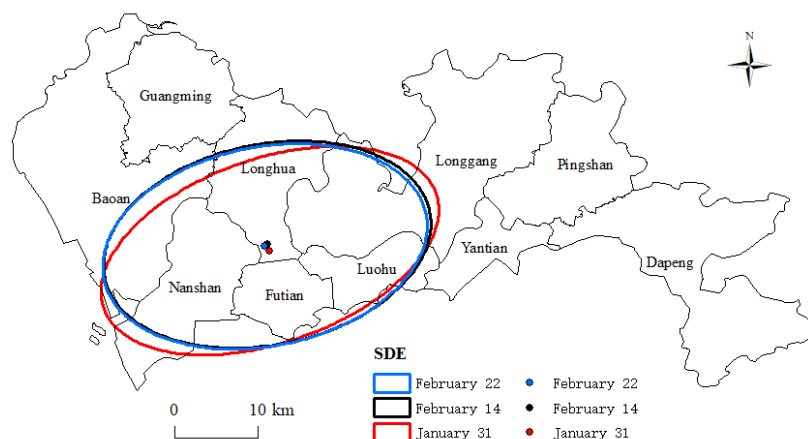 N
Guangming
Longhua
Longgang
Pingshan
Baoan
Yantian
Dapeng
Luohu
Nanshan
Futian
SDE
February 22 February 22
February 14 February 14
January 31 January 31
0 10 km